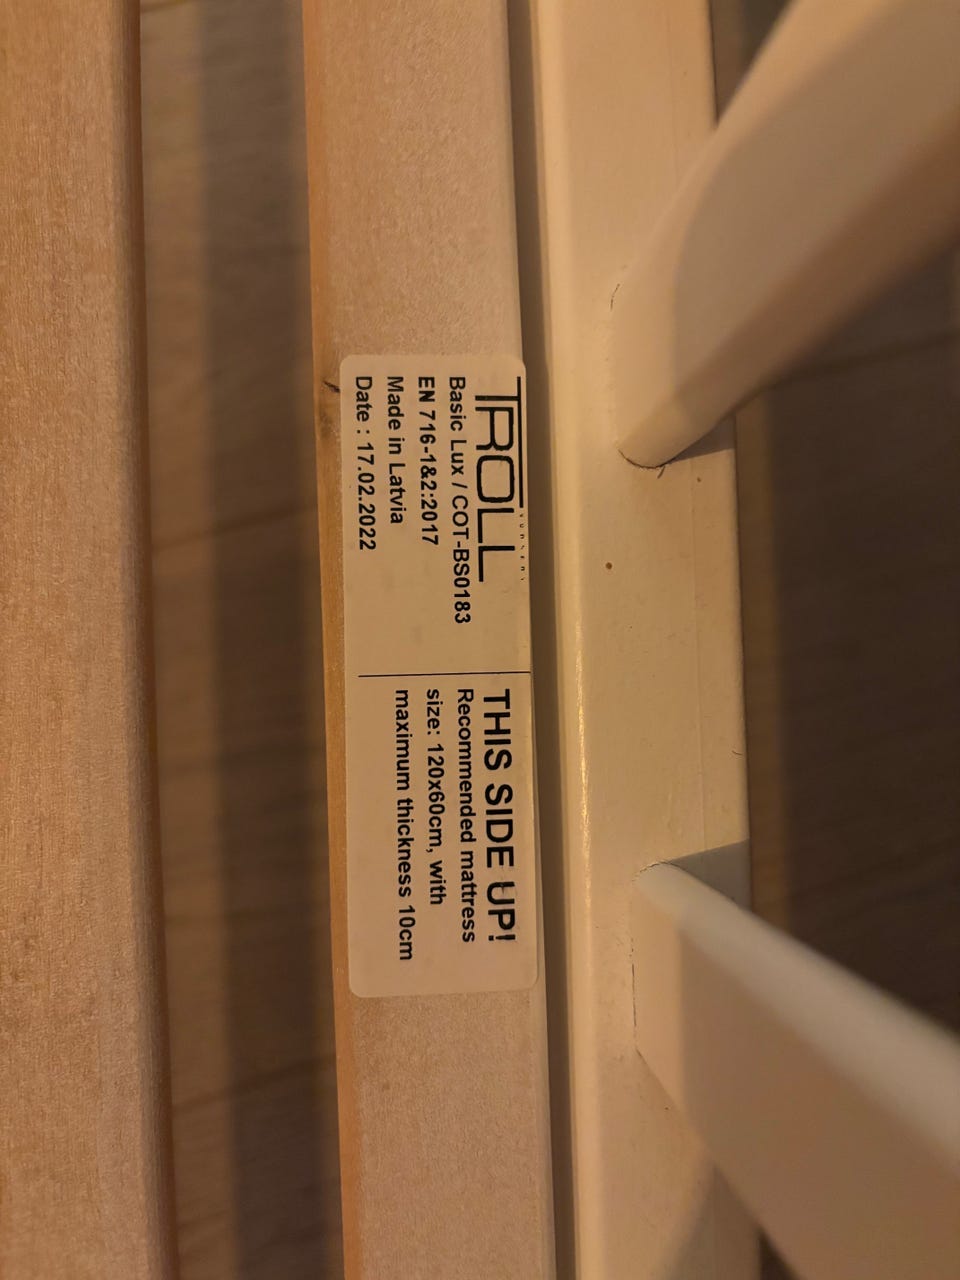 TROLL
NURSERY
Basic Lux / COT-BS0183
EN 716-1&2:2017
Made in Latvia
Date : 17.02.2022
THIS SIDE UP!
Recommended mattress
size: 120x60cm, with
maximum thickness 10cm